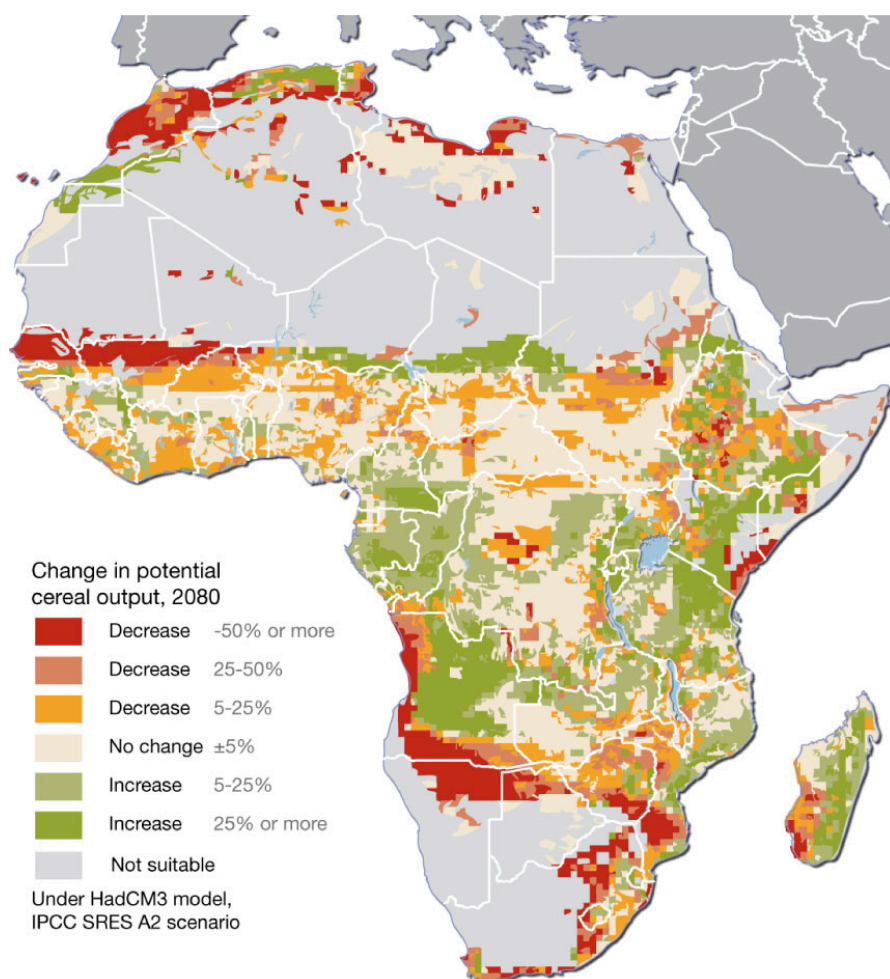 Change in potential
cereal output, 2080
Decrease -50% or more
Decrease 25-50%
Decrease 5-25%
No change ±5%
Increase 5-25%
Increase 25% or more
Not suitable
Under HadCM3 model,
IPCC SRES A2 scenario